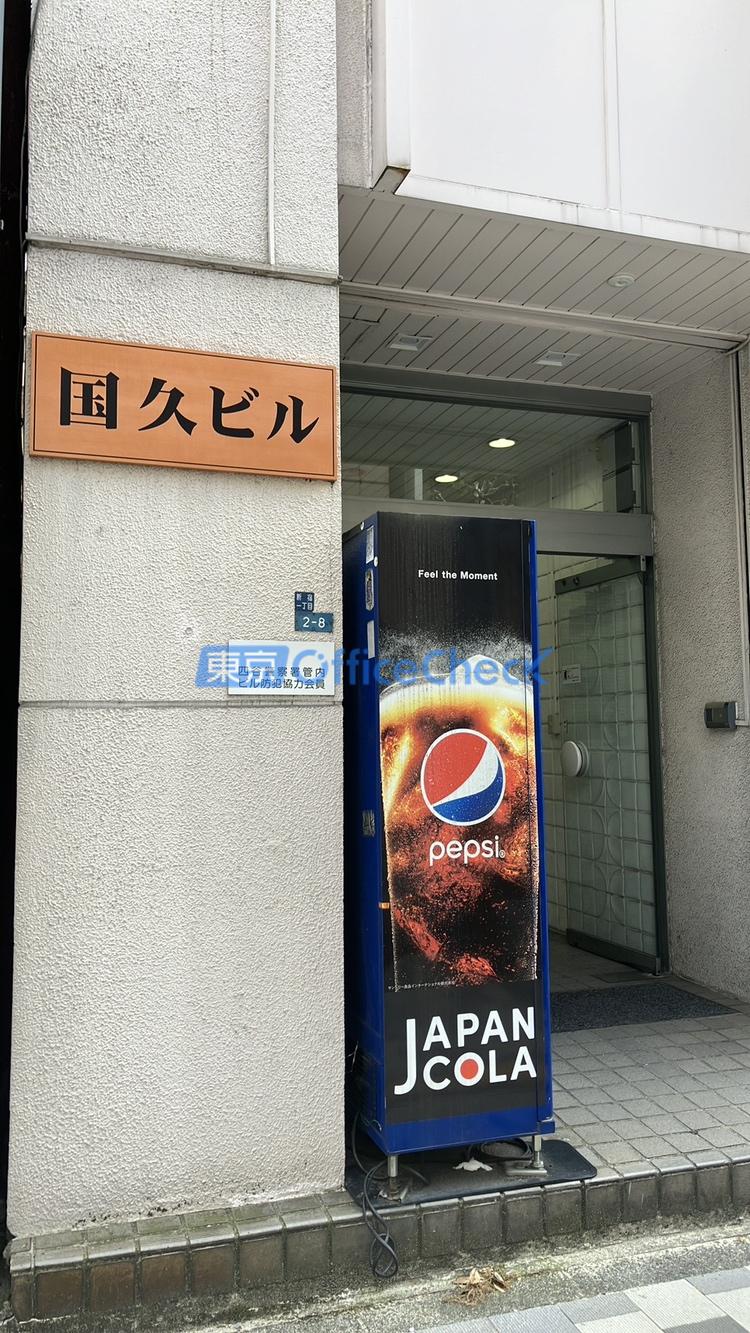 国久ビル
Feel the Moment
新宿
一丁目
2-8
東京OfficeCheck
四谷警察署管内
ビル防犯協力会員
pepsi®
JAPAN
COLA